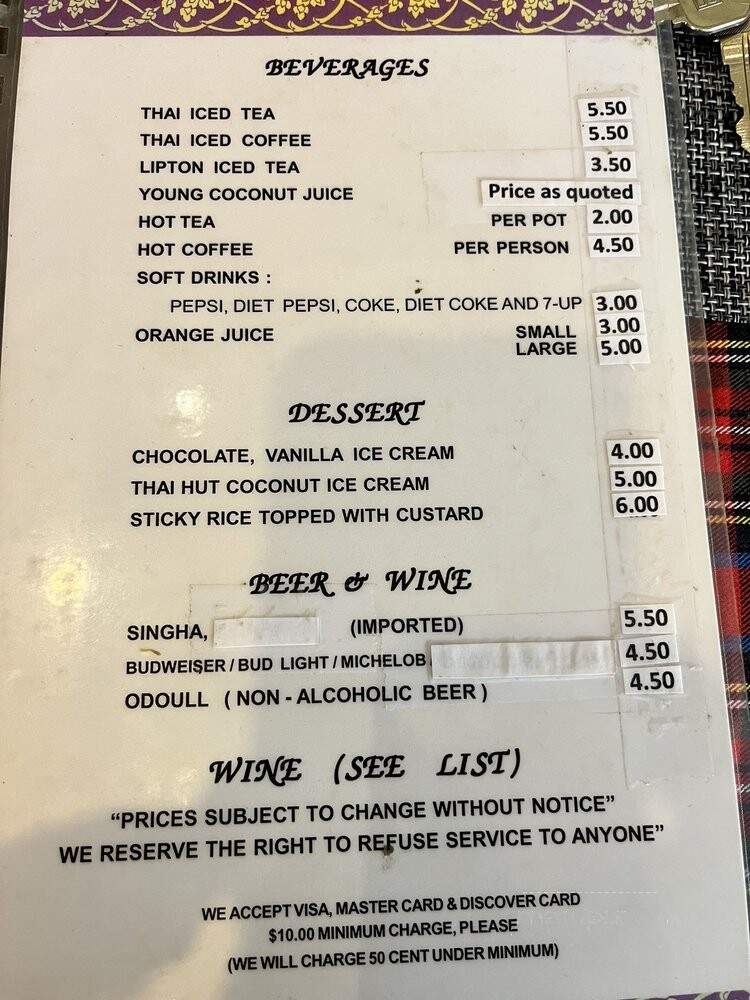 BEVERAGES
THAI ICED TEA 5.50
THAI ICED COFFEE 5.50
LIPTON ICED TEA 3.50
YOUNG COCONUT JUICE Price as quoted
HOT TEA PER POT 2.00
HOT COFFEE PER PERSON 4.50
SOFT DRINKS :
PEPSI, DIET PEPSI, COKE, DIET COKE AND 7-UP 3.00
ORANGE JUICE SMALL 3.00
LARGE 5.00
DESSERT
CHOCOLATE, VANILLA ICE CREAM 4.00
THAI HUT COCONUT ICE CREAM 5.00
STICKY RICE TOPPED WITH CUSTARD 6.00
BEER & WINE
SINGHA, (IMPORTED) 5.50
BUDWEISER / BUD LIGHT / MICHELOB 4.50
ODOULL ( NON - ALCOHOLIC BEER ) 4.50
WINE (SEE LIST)
“PRICES SUBJECT TO CHANGE WITHOUT NOTICE”
WE RESERVE THE RIGHT TO REFUSE SERVICE TO ANYONE”
WE ACCEPT VISA, MASTER CARD & DISCOVER CARD
$10.00 MINIMUM CHARGE, PLEASE
(WE WILL CHARGE 50 CENT UNDER MINIMUM)